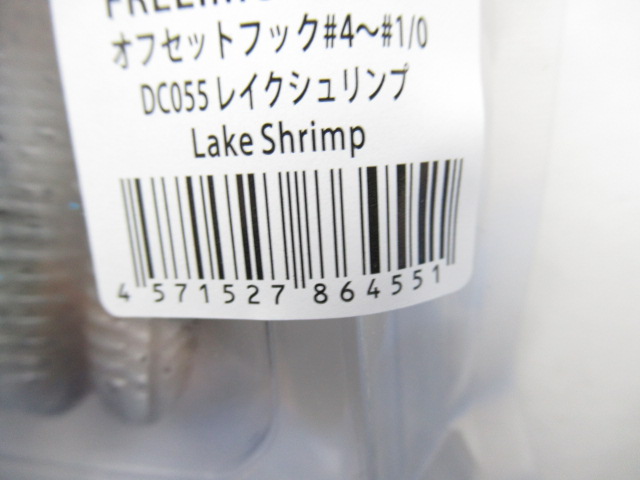 オフセットフック#4～#1/0
DC055 レイクシュリンプ
Lake Shrimp
4 571527 864551